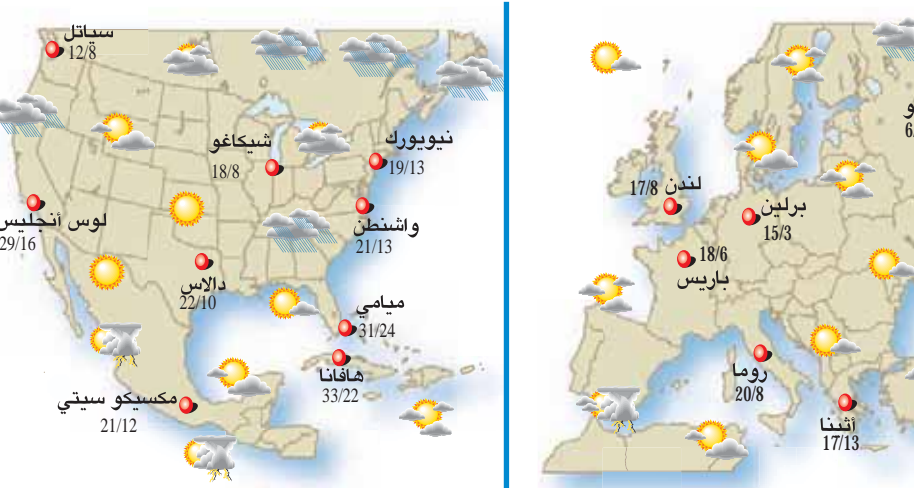 سياتل
12/8
شيكاغو
18/8
نيويورك
19/13
لوس أنجليس
29/16
واشنطن
21/13
دالاس
22/10
ميامي
31/24
هافانا
33/22
مكسيكو سيتي
21/12
لندن
17/8
برلين
15/3
18/6
باريس
روما
20/8
أثينا
17/13